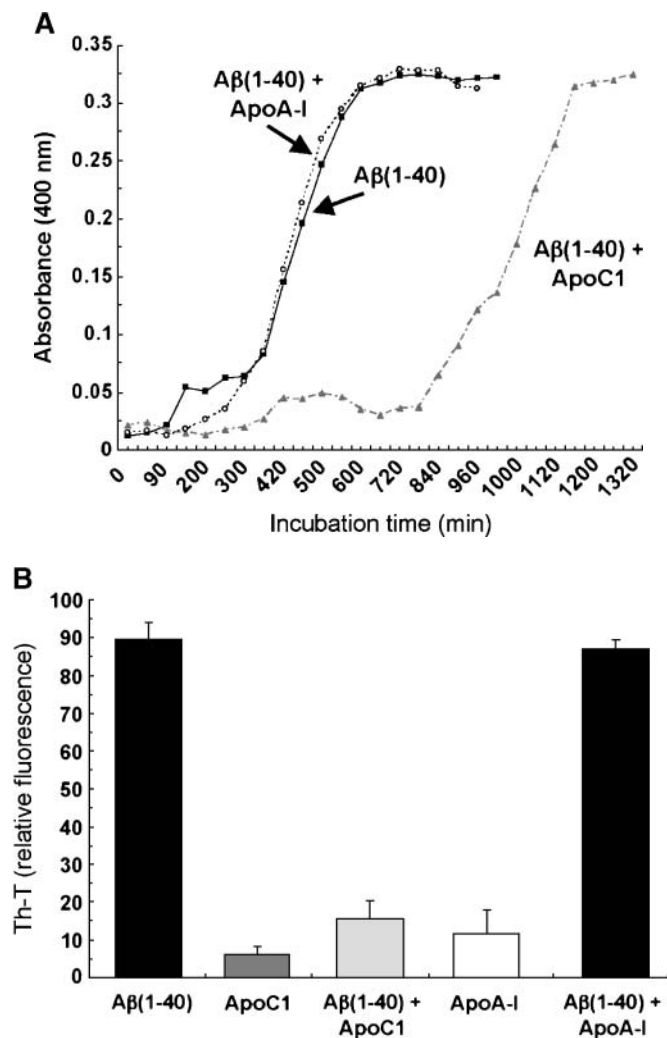 A
0.35
0.3
0.25
0.2
0.15
0.1
0.05
0
Absorbance (400 nm)
Aβ(1-40) +
ApoA-I
Aβ(1-40)
Aβ(1-40) +
ApoC1
0
90
180
300
420
500
600
720
840
960
1000
1120
1200
1320
Incubation time (min)
B
100
90
80
70
60
50
40
30
20
10
0
Th-T (relative fluorescence)
Aβ(1-40)
ApoC1
Aβ(1-40) +
ApoC1
ApoA-I
Aβ(1-40) +
ApoA-I